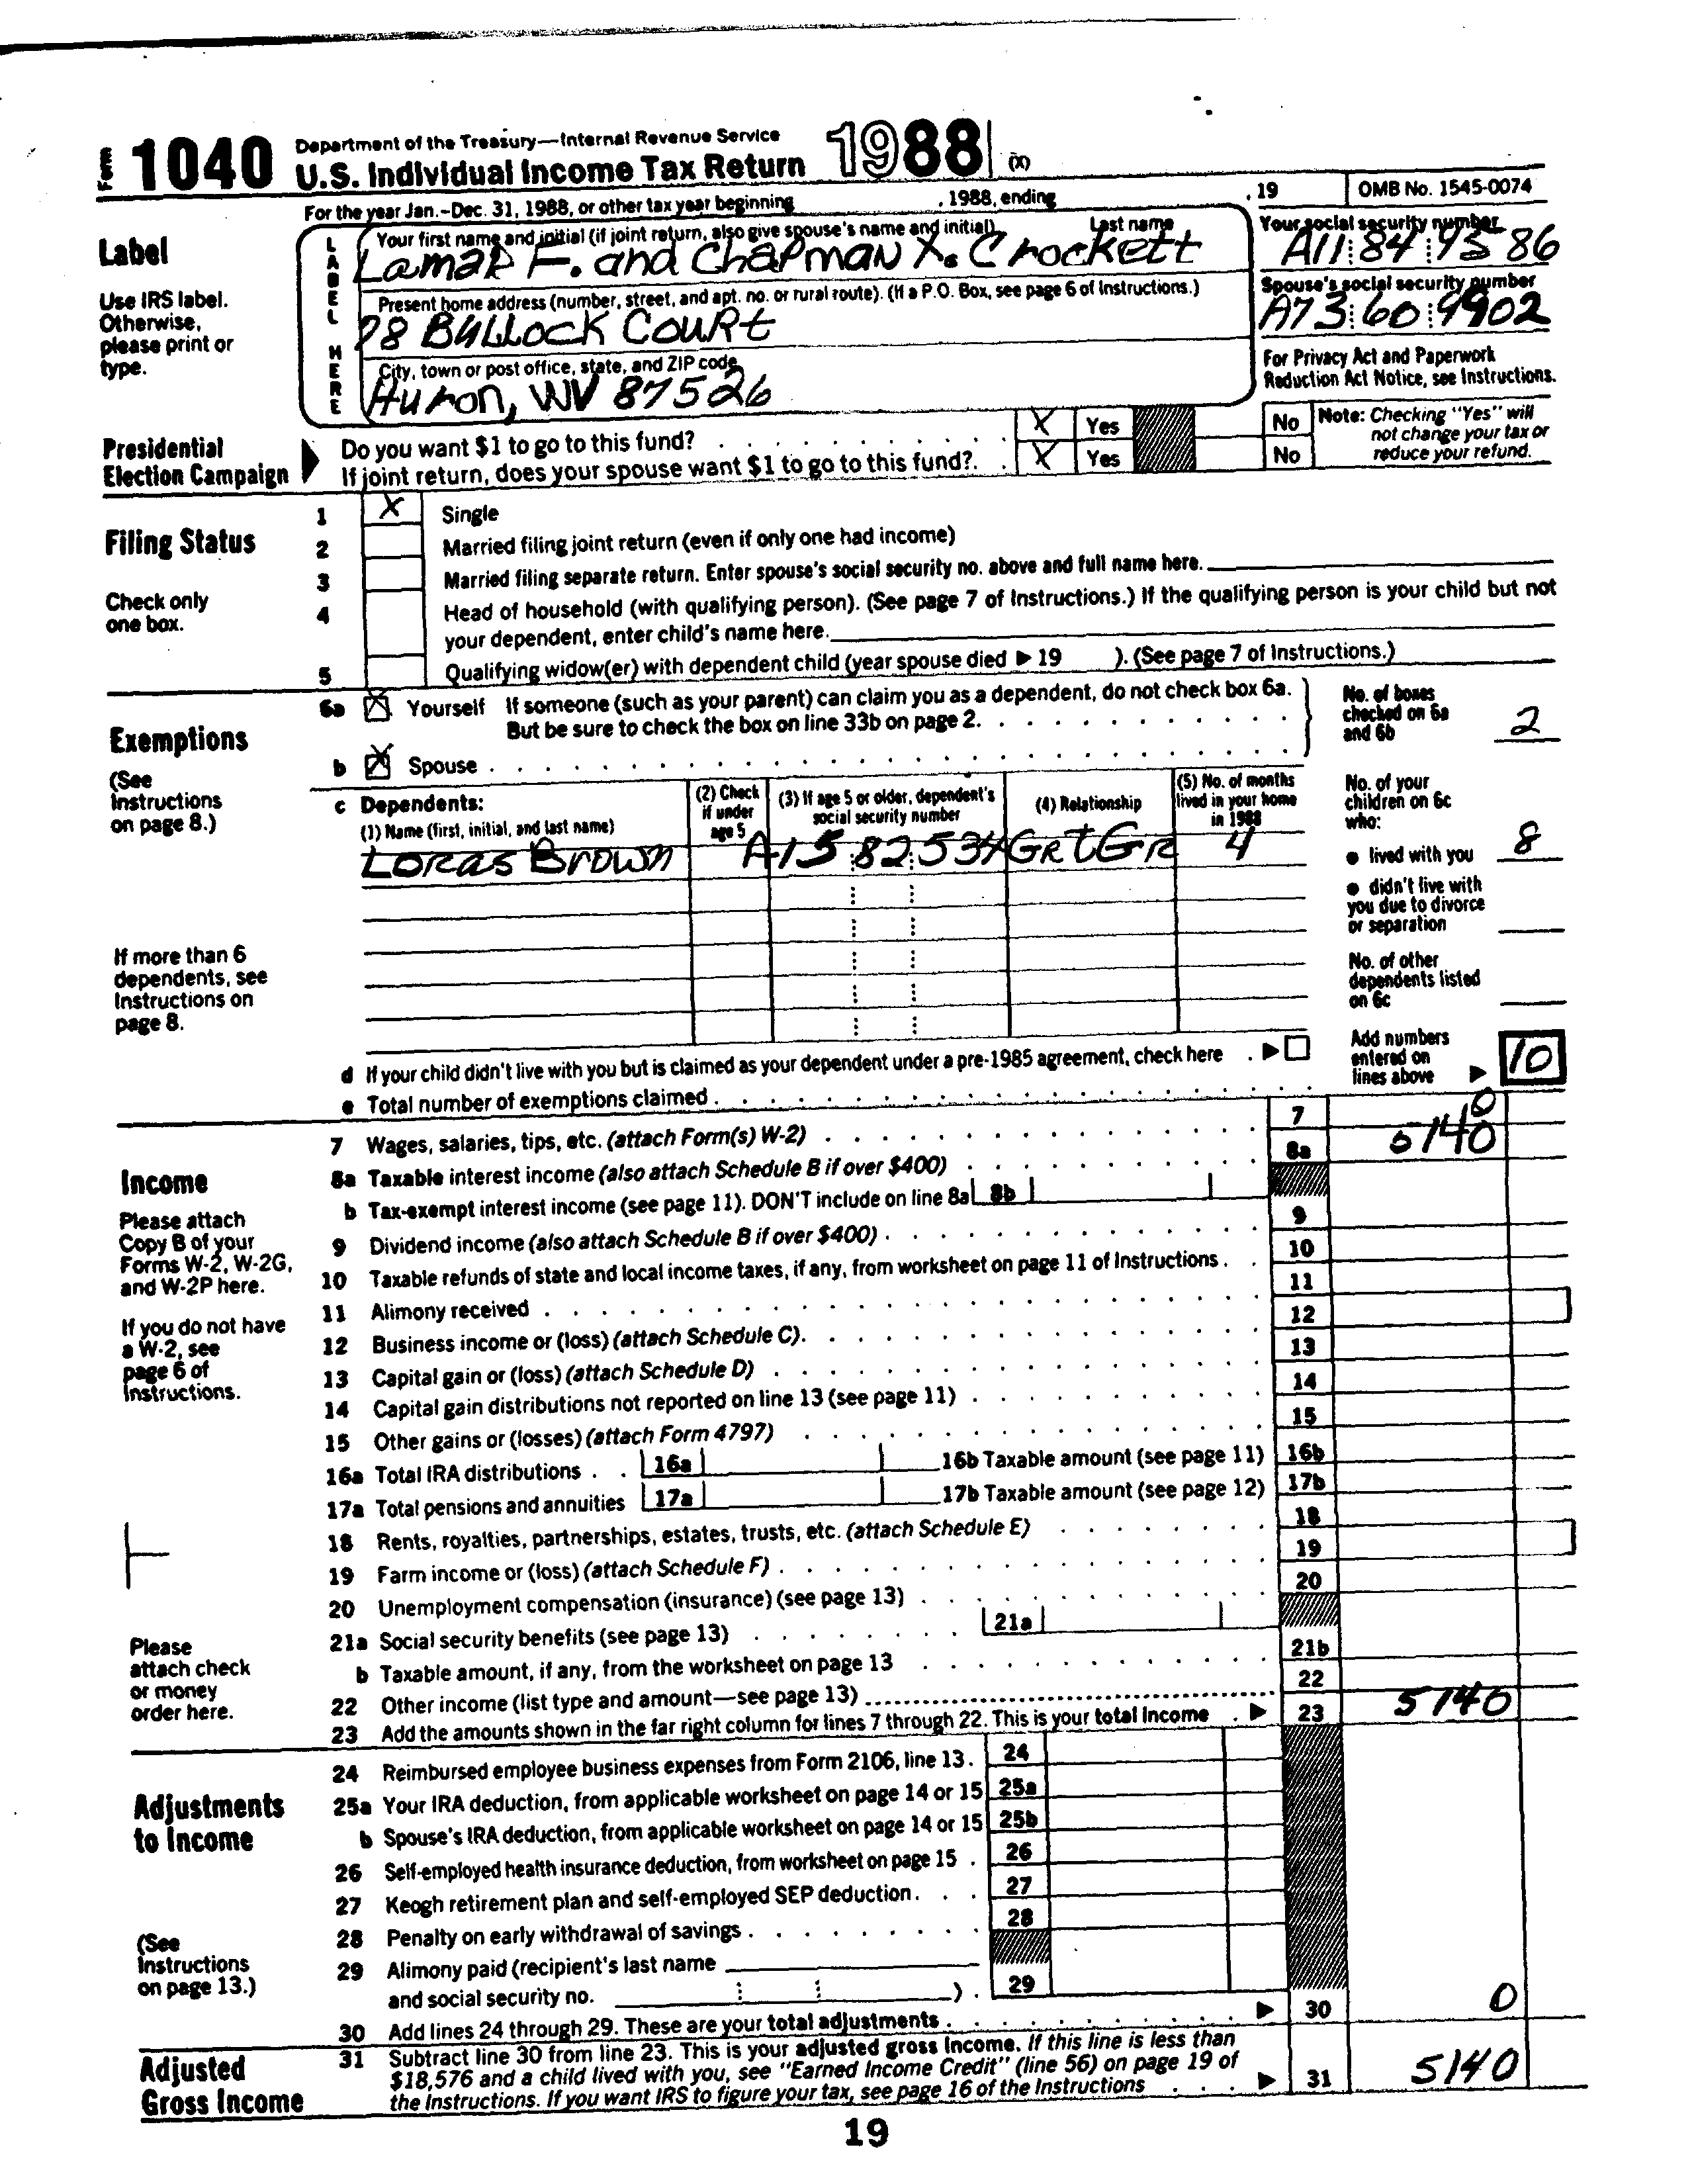 Form 1040 Department of the Treasury—Internal Revenue Service
U.S. Individual Income Tax Return 1988 (X)
For the year Jan.-Dec. 31, 1988, or other tax year beginning , 1988, ending , 19 OMB No. 1545-0074
Label
Use IRS label.
Otherwise,
please print or
type.
LABEL HERE
Your first name and initial (if joint return, also give spouse's name and initial) Last name
Lamar F. and Chapman X. Crockett
Your social security number
A11 84 9386
Present home address (number, street, and apt. no. or rural route). (If a P.O. Box, see page 6 of Instructions.)
78 Bullock Court
Spouse's social security number
A73 60 9902
City, town or post office, state, and ZIP code
Huron, WV 87526
For Privacy Act and Paperwork
Reduction Act Notice, see Instructions.
Presidential
Election Campaign
Do you want $1 to go to this fund? X Yes No
If joint return, does your spouse want $1 to go to this fund? X Yes No
Note: Checking "Yes" will
not change your tax or
reduce your refund.
Filing Status
Check only
one box.
1 X Single
2 Married filing joint return (even if only one had income)
3 Married filing separate return. Enter spouse's social security no. above and full name here.
4 Head of household (with qualifying person). (See page 7 of Instructions.) If the qualifying person is your child but not
your dependent, enter child's name here.
5 Qualifying widow(er) with dependent child (year spouse died ▶ 19 ). (See page 7 of Instructions.)
Exemptions
(See
Instructions
on page 8.)
6a X Yourself If someone (such as your parent) can claim you as a dependent, do not check box 6a.
But be sure to check the box on line 33b on page 2.
b X Spouse
No. of boxes
checked on 6a
and 6b 2
c Dependents:
(1) Name (first, initial, and last name)
(2) Check
if under
age 5
(3) If age 5 or older, dependent's
social security number
(4) Relationship
(5) No. of months
lived in your home
in 1988
Loras Brown A15 82 534 GrtGr 4
No. of your
children on 6c
who:
● lived with you 8
● didn't live with
you due to divorce
or separation
No. of other
dependents listed
on 6c
If more than 6
dependents, see
Instructions on
page 8.
d If your child didn't live with you but is claimed as your dependent under a pre-1985 agreement, check here ▶
e Total number of exemptions claimed
Add numbers
entered on
lines above ▶ 10
Income
Please attach
Copy B of your
Forms W-2, W-2G,
and W-2P here.
If you do not have
a W-2, see
page 6 of
Instructions.
Please
attach check
or money
order here.
7 Wages, salaries, tips, etc. (attach Form(s) W-2) 7 0
8a Taxable interest income (also attach Schedule B if over $400) 8a 5140
b Tax-exempt interest income (see page 11). DON'T include on line 8a 8b
9 Dividend income (also attach Schedule B if over $400) 9
10 Taxable refunds of state and local income taxes, if any, from worksheet on page 11 of Instructions 10
11 Alimony received 11
12 Business income or (loss) (attach Schedule C) 12
13 Capital gain or (loss) (attach Schedule D) 13
14 Capital gain distributions not reported on line 13 (see page 11) 14
15 Other gains or (losses) (attach Form 4797) 15
16a Total IRA distributions 16a 16b Taxable amount (see page 11) 16b
17a Total pensions and annuities 17a 17b Taxable amount (see page 12) 17b
18 Rents, royalties, partnerships, estates, trusts, etc. (attach Schedule E) 18
19 Farm income or (loss) (attach Schedule F) 19
20 Unemployment compensation (insurance) (see page 13) 20
21a Social security benefits (see page 13) 21a
b Taxable amount, if any, from the worksheet on page 13 21b
22 Other income (list type and amount—see page 13) 22
23 Add the amounts shown in the far right column for lines 7 through 22. This is your total income ▶ 23 5140
Adjustments
to Income
(See
Instructions
on page 13.)
24 Reimbursed employee business expenses from Form 2106, line 13. 24
25a Your IRA deduction, from applicable worksheet on page 14 or 15 25a
b Spouse's IRA deduction, from applicable worksheet on page 14 or 15 25b
26 Self-employed health insurance deduction, from worksheet on page 15 26
27 Keogh retirement plan and self-employed SEP deduction 27
28 Penalty on early withdrawal of savings 28
29 Alimony paid (recipient's last name
and social security no. ) 29
30 Add lines 24 through 29. These are your total adjustments ▶ 30 0
Adjusted
Gross Income
31 Subtract line 30 from line 23. This is your adjusted gross income. If this line is less than
$18,576 and a child lived with you, see "Earned Income Credit" (line 56) on page 19 of
the Instructions. If you want IRS to figure your tax, see page 16 of the Instructions ▶ 31 5140
19